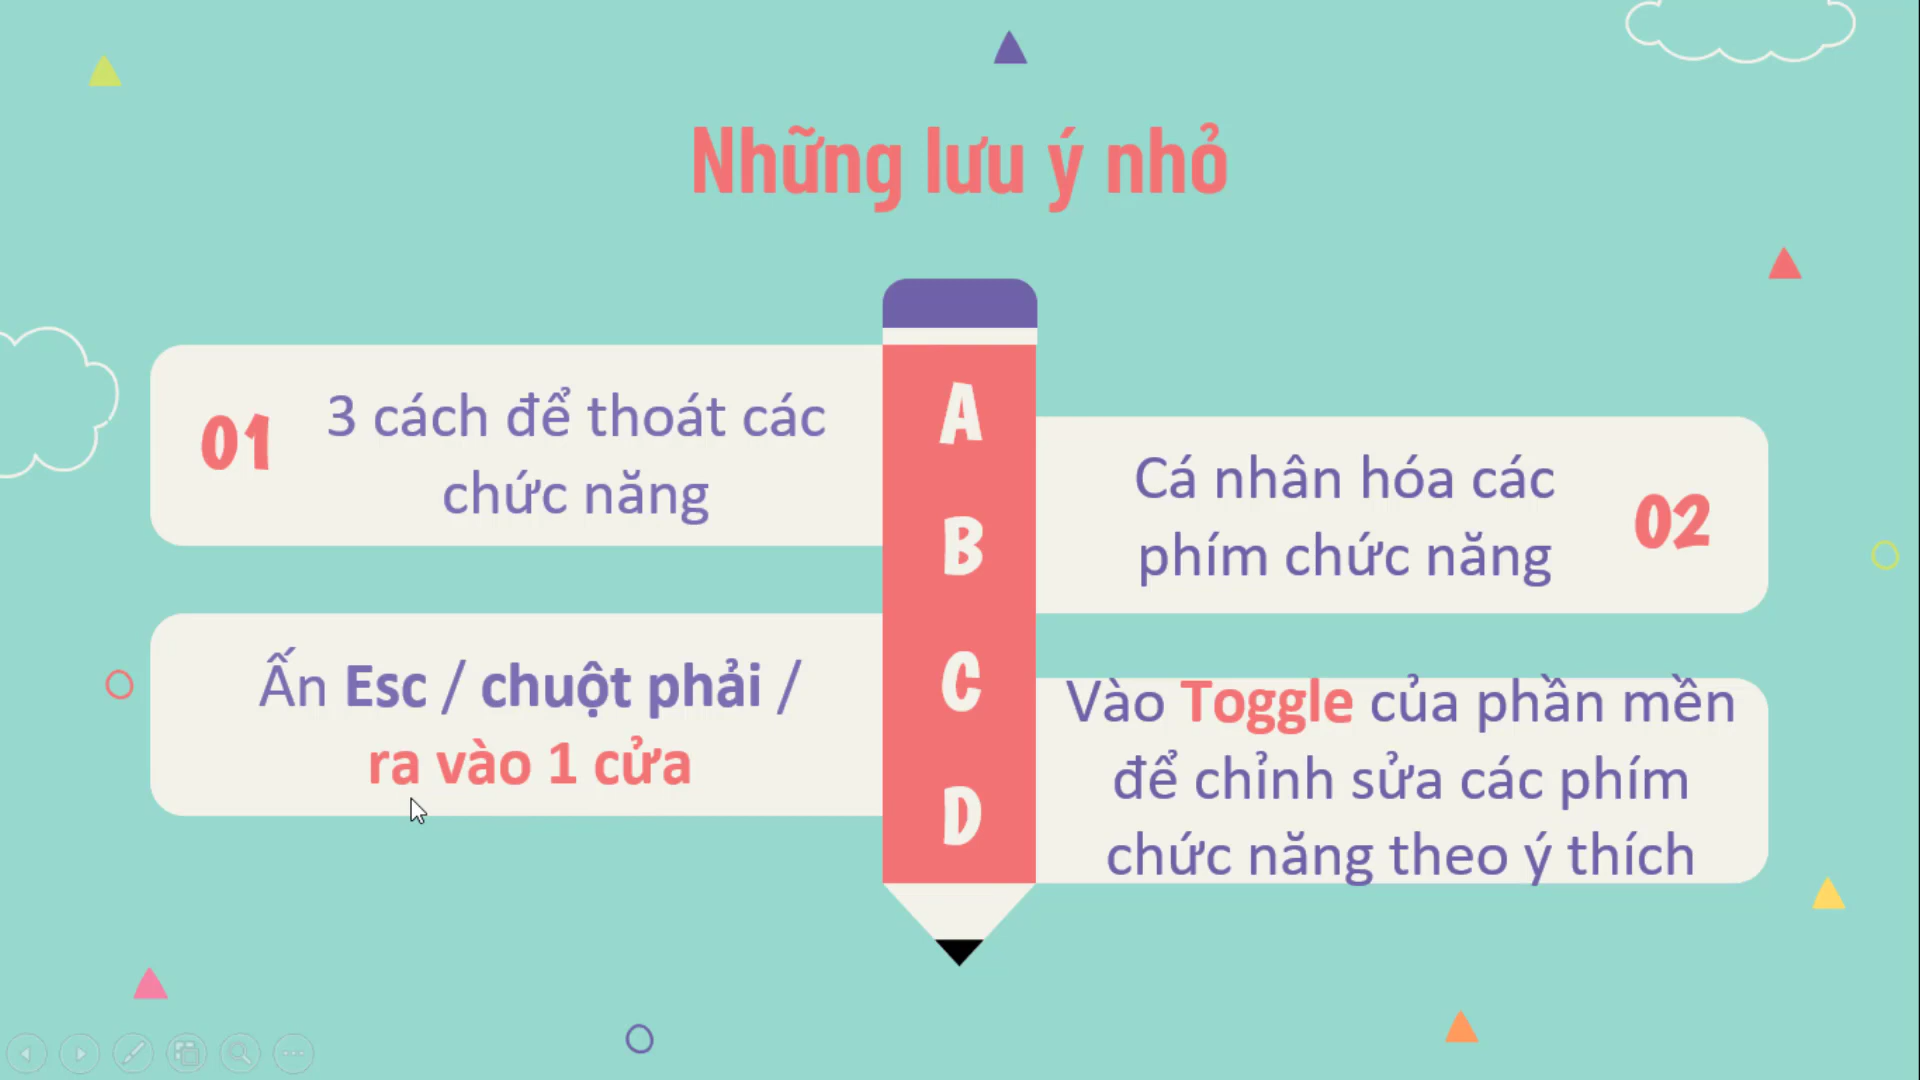 Những lưu ý nhỏ
01
3 cách để thoát các
chức năng
Ấn Esc / chuột phải /
ra vào 1 cửa
A
B
C
D
Cá nhân hóa các
phím chức năng
02
Vào Toggle của phần mền
để chỉnh sửa các phím
chức năng theo ý thích